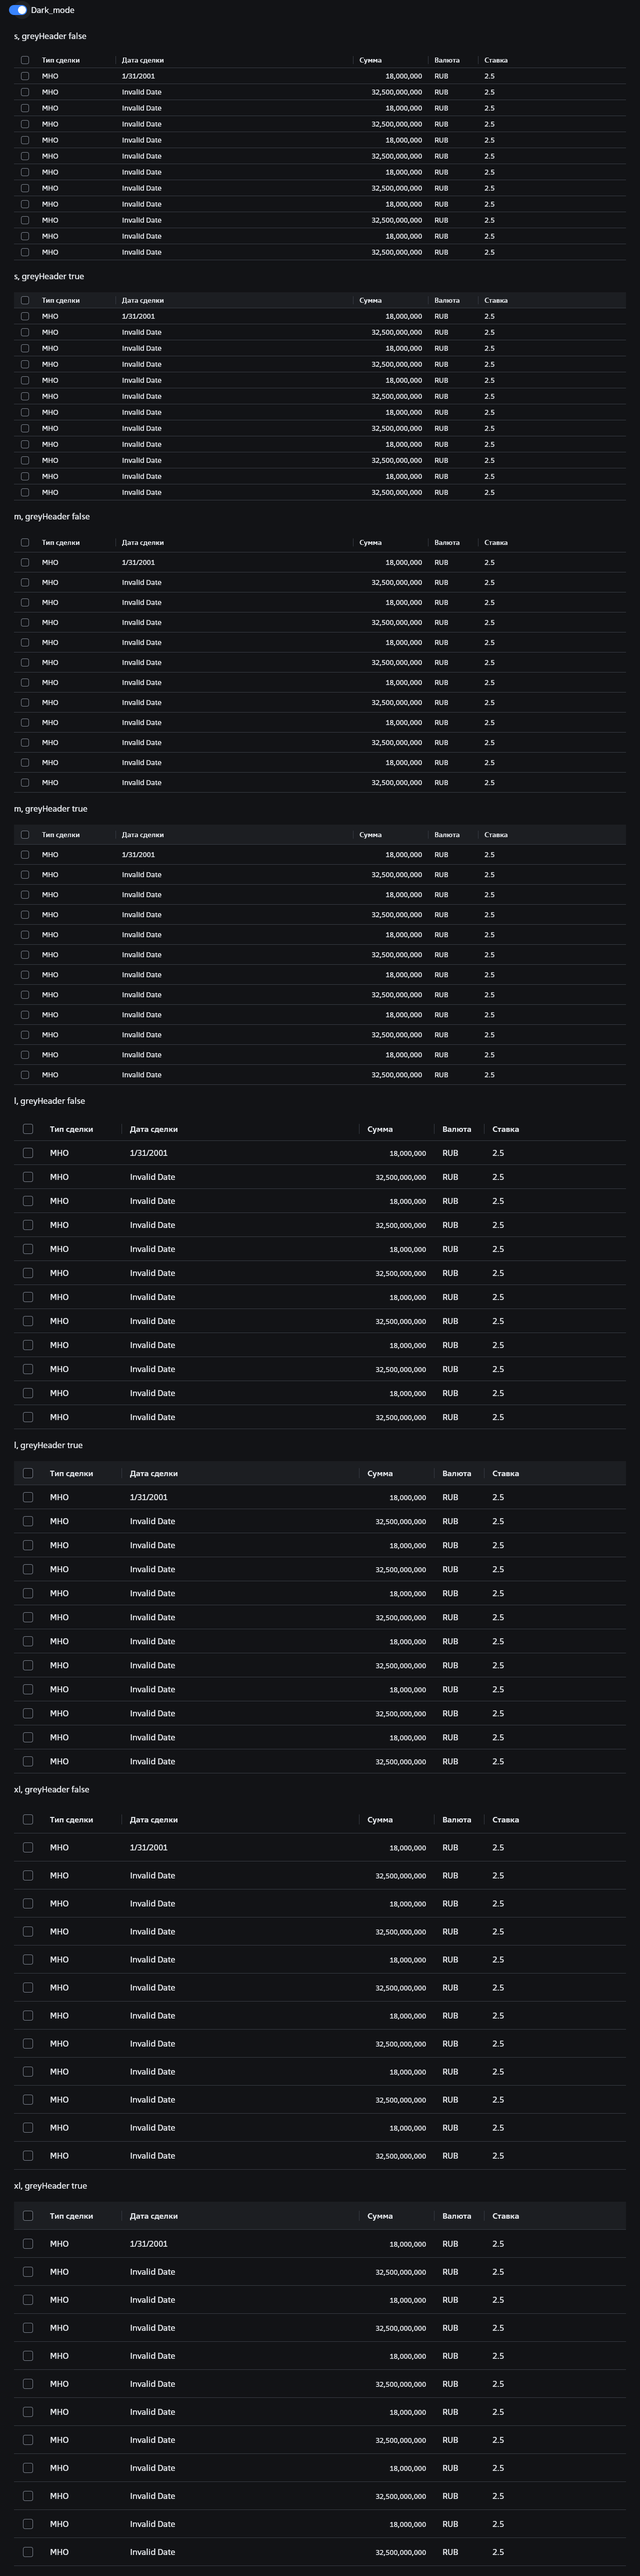 Dark_mode
s, greyHeader false
Тип сделки Дата сделки Сумма Валюта Ставка
МНО 1/31/2001 18,000,000 RUB 2.5
МНО Invalid Date 32,500,000,000 RUB 2.5
МНО Invalid Date 18,000,000 RUB 2.5
МНО Invalid Date 32,500,000,000 RUB 2.5
МНО Invalid Date 18,000,000 RUB 2.5
МНО Invalid Date 32,500,000,000 RUB 2.5
МНО Invalid Date 18,000,000 RUB 2.5
МНО Invalid Date 32,500,000,000 RUB 2.5
МНО Invalid Date 18,000,000 RUB 2.5
МНО Invalid Date 32,500,000,000 RUB 2.5
МНО Invalid Date 18,000,000 RUB 2.5
МНО Invalid Date 32,500,000,000 RUB 2.5
s, greyHeader true
Тип сделки Дата сделки Сумма Валюта Ставка
МНО 1/31/2001 18,000,000 RUB 2.5
МНО Invalid Date 32,500,000,000 RUB 2.5
МНО Invalid Date 18,000,000 RUB 2.5
МНО Invalid Date 32,500,000,000 RUB 2.5
МНО Invalid Date 18,000,000 RUB 2.5
МНО Invalid Date 32,500,000,000 RUB 2.5
МНО Invalid Date 18,000,000 RUB 2.5
МНО Invalid Date 32,500,000,000 RUB 2.5
МНО Invalid Date 18,000,000 RUB 2.5
МНО Invalid Date 32,500,000,000 RUB 2.5
МНО Invalid Date 18,000,000 RUB 2.5
МНО Invalid Date 32,500,000,000 RUB 2.5
m, greyHeader false
Тип сделки Дата сделки Сумма Валюта Ставка
МНО 1/31/2001 18,000,000 RUB 2.5
МНО Invalid Date 32,500,000,000 RUB 2.5
МНО Invalid Date 18,000,000 RUB 2.5
МНО Invalid Date 32,500,000,000 RUB 2.5
МНО Invalid Date 18,000,000 RUB 2.5
МНО Invalid Date 32,500,000,000 RUB 2.5
МНО Invalid Date 18,000,000 RUB 2.5
МНО Invalid Date 32,500,000,000 RUB 2.5
МНО Invalid Date 18,000,000 RUB 2.5
МНО Invalid Date 32,500,000,000 RUB 2.5
МНО Invalid Date 18,000,000 RUB 2.5
МНО Invalid Date 32,500,000,000 RUB 2.5
m, greyHeader true
Тип сделки Дата сделки Сумма Валюта Ставка
МНО 1/31/2001 18,000,000 RUB 2.5
МНО Invalid Date 32,500,000,000 RUB 2.5
МНО Invalid Date 18,000,000 RUB 2.5
МНО Invalid Date 32,500,000,000 RUB 2.5
МНО Invalid Date 18,000,000 RUB 2.5
МНО Invalid Date 32,500,000,000 RUB 2.5
МНО Invalid Date 18,000,000 RUB 2.5
МНО Invalid Date 32,500,000,000 RUB 2.5
МНО Invalid Date 18,000,000 RUB 2.5
МНО Invalid Date 32,500,000,000 RUB 2.5
МНО Invalid Date 18,000,000 RUB 2.5
МНО Invalid Date 32,500,000,000 RUB 2.5
l, greyHeader false
Тип сделки Дата сделки Сумма Валюта Ставка
МНО 1/31/2001 18,000,000 RUB 2.5
МНО Invalid Date 32,500,000,000 RUB 2.5
МНО Invalid Date 18,000,000 RUB 2.5
МНО Invalid Date 32,500,000,000 RUB 2.5
МНО Invalid Date 18,000,000 RUB 2.5
МНО Invalid Date 32,500,000,000 RUB 2.5
МНО Invalid Date 18,000,000 RUB 2.5
МНО Invalid Date 32,500,000,000 RUB 2.5
МНО Invalid Date 18,000,000 RUB 2.5
МНО Invalid Date 32,500,000,000 RUB 2.5
МНО Invalid Date 18,000,000 RUB 2.5
МНО Invalid Date 32,500,000,000 RUB 2.5
l, greyHeader true
Тип сделки Дата сделки Сумма Валюта Ставка
МНО 1/31/2001 18,000,000 RUB 2.5
МНО Invalid Date 32,500,000,000 RUB 2.5
МНО Invalid Date 18,000,000 RUB 2.5
МНО Invalid Date 32,500,000,000 RUB 2.5
МНО Invalid Date 18,000,000 RUB 2.5
МНО Invalid Date 32,500,000,000 RUB 2.5
МНО Invalid Date 18,000,000 RUB 2.5
МНО Invalid Date 32,500,000,000 RUB 2.5
МНО Invalid Date 18,000,000 RUB 2.5
МНО Invalid Date 32,500,000,000 RUB 2.5
МНО Invalid Date 18,000,000 RUB 2.5
МНО Invalid Date 32,500,000,000 RUB 2.5
xl, greyHeader false
Тип сделки Дата сделки Сумма Валюта Ставка
МНО 1/31/2001 18,000,000 RUB 2.5
МНО Invalid Date 32,500,000,000 RUB 2.5
МНО Invalid Date 18,000,000 RUB 2.5
МНО Invalid Date 32,500,000,000 RUB 2.5
МНО Invalid Date 18,000,000 RUB 2.5
МНО Invalid Date 32,500,000,000 RUB 2.5
МНО Invalid Date 18,000,000 RUB 2.5
МНО Invalid Date 32,500,000,000 RUB 2.5
МНО Invalid Date 18,000,000 RUB 2.5
МНО Invalid Date 32,500,000,000 RUB 2.5
МНО Invalid Date 18,000,000 RUB 2.5
МНО Invalid Date 32,500,000,000 RUB 2.5
xl, greyHeader true
Тип сделки Дата сделки Сумма Валюта Ставка
МНО 1/31/2001 18,000,000 RUB 2.5
МНО Invalid Date 32,500,000,000 RUB 2.5
МНО Invalid Date 18,000,000 RUB 2.5
МНО Invalid Date 32,500,000,000 RUB 2.5
МНО Invalid Date 18,000,000 RUB 2.5
МНО Invalid Date 32,500,000,000 RUB 2.5
МНО Invalid Date 18,000,000 RUB 2.5
МНО Invalid Date 32,500,000,000 RUB 2.5
МНО Invalid Date 18,000,000 RUB 2.5
МНО Invalid Date 32,500,000,000 RUB 2.5
МНО Invalid Date 18,000,000 RUB 2.5
МНО Invalid Date 32,500,000,000 RUB 2.5